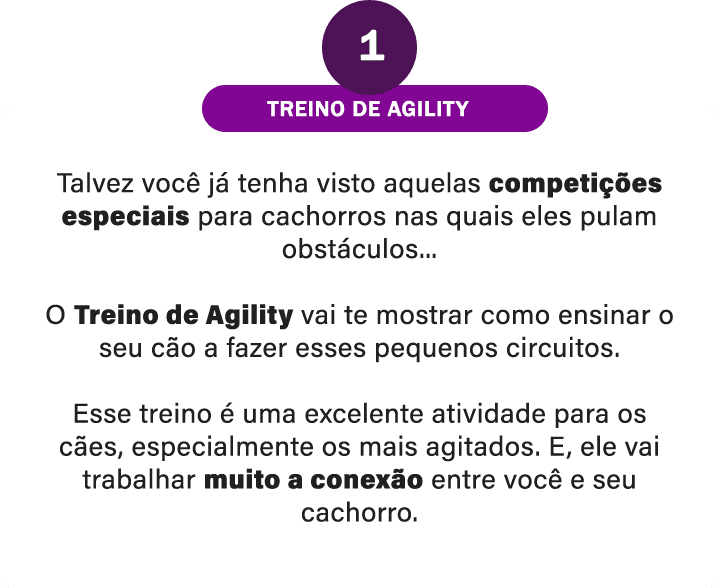 1
TREINO DE AGILITY
Talvez você já tenha visto aquelas competições
especiais para cachorros nas quais eles pulam
obstáculos...
O Treino de Agility vai te mostrar como ensinar o
seu cão a fazer esses pequenos circuitos.
Esse treino é uma excelente atividade para os
cães, especialmente os mais agitados. E, ele vai
trabalhar muito a conexão entre você e seu
cachorro.